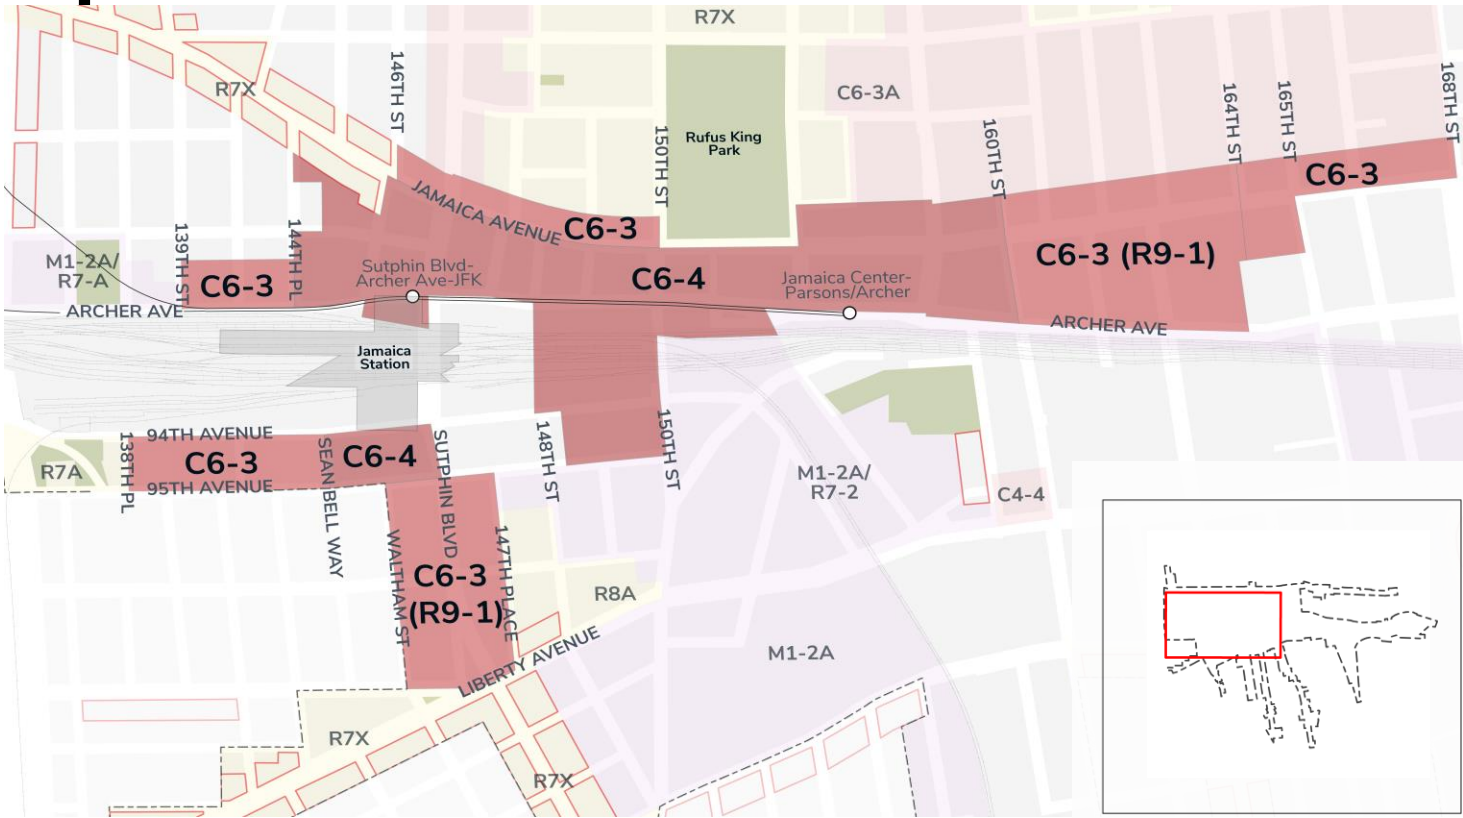 R7X
146TH ST
R7X
C6-3A
168TH ST
164TH ST
165TH ST
150TH ST
Rufus King
Park
160TH ST
C6-3
JAMAICA AVENUE
C6-3
139TH ST
144TH PL
M1-2A/
R7-A
C6-3
Sutphin Blvd-
Archer Ave-JFK
C6-4
Jamaica Center-
Parsons/Archer
C6-3 (R9-1)
ARCHER AVE
ARCHER AVE
Jamaica
Station
94TH AVENUE
138TH PL
R7A
C6-3
SEAN BELL WAY
C6-4
SUTPHIN BLVD
148TH ST
150TH ST
95TH AVENUE
M1-2A/
R7-2
C4-4
WALTHAM ST
147TH PLACE
C6-3
(R9-1)
R8A
LIBERTY AVENUE
M1-2A
R7X
R7X